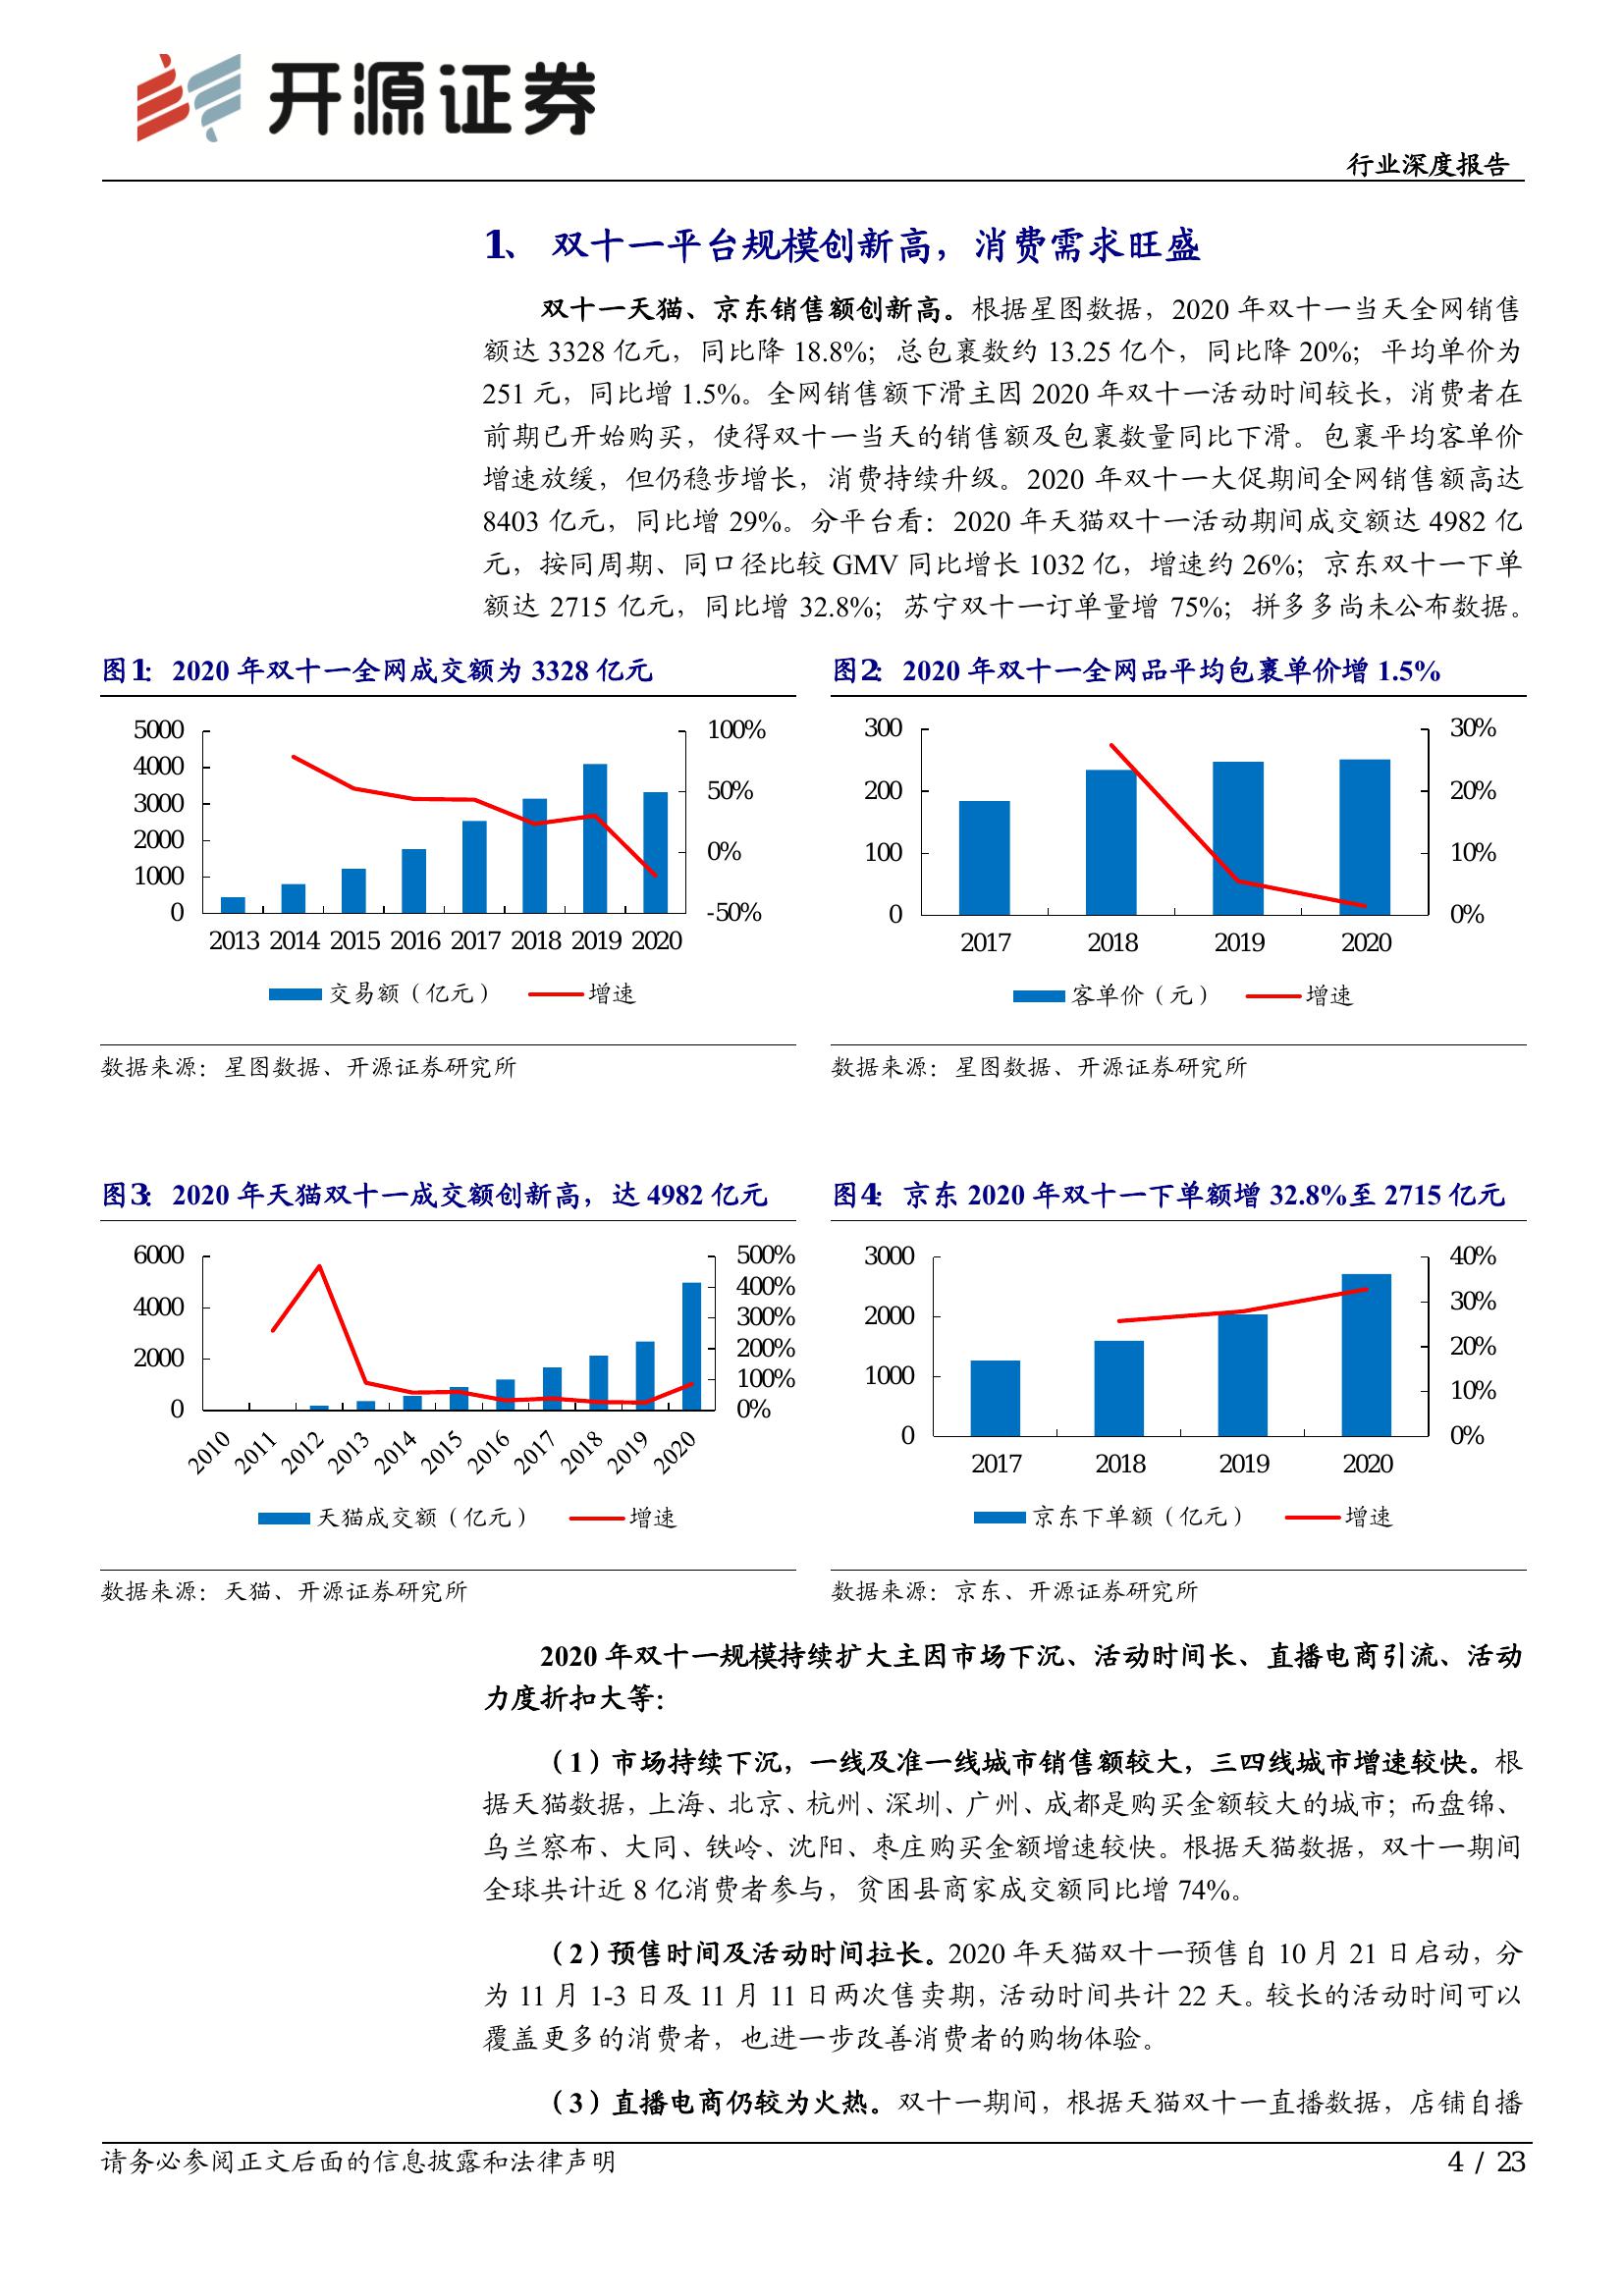 开源证券
行业深度报告
1、 双十一平台规模创新高，消费需求旺盛
双十一天猫、京东销售额创新高。根据星图数据，2020 年双十一当天全网销售
额达 3328 亿元，同比降 18.8%；总包裹数约 13.25 亿个，同比降 20%；平均单价为
251 元，同比增 1.5%。全网销售额下滑主因 2020 年双十一活动时间较长，消费者在
前期已开始购买，使得双十一当天的销售额及包裹数量同比下滑。包裹平均客单价
增速放缓，但仍稳步增长，消费持续升级。2020 年双十一大促期间全网销售额高达
8403 亿元，同比增 29%。分平台看：2020 年天猫双十一活动期间成交额达 4982 亿
元，按同周期、同口径比较 GMV 同比增长 1032 亿，增速约 26%；京东双十一下单
额达 2715 亿元，同比增 32.8%；苏宁双十一订单量增 75%；拼多多尚未公布数据。
图1： 2020 年双十一全网成交额为 3328 亿元
5000
4000
3000
2000
1000
0
100%
50%
0%
-50%
2013 2014 2015 2016 2017 2018 2019 2020
交易额（亿元） 增速
数据来源：星图数据、开源证券研究所
图2： 2020 年双十一全网品平均包裹单价增 1.5%
300
200
100
0
30%
20%
10%
0%
2017 2018 2019 2020
客单价（元） 增速
数据来源：星图数据、开源证券研究所
图3： 2020 年天猫双十一成交额创新高，达 4982 亿元
6000
4000
2000
0
500%
400%
300%
200%
100%
0%
2010 2011 2012 2013 2014 2015 2016 2017 2018 2019 2020
天猫成交额（亿元） 增速
数据来源：天猫、开源证券研究所
图4： 京东 2020 年双十一下单额增 32.8%至 2715 亿元
3000
2000
1000
0
40%
30%
20%
10%
0%
2017 2018 2019 2020
京东下单额（亿元） 增速
数据来源：京东、开源证券研究所
2020 年双十一规模持续扩大主因市场下沉、活动时间长、直播电商引流、活动
力度折扣大等：
（1）市场持续下沉，一线及准一线城市销售额较大，三四线城市增速较快。根
据天猫数据，上海、北京、杭州、深圳、广州、成都是购买金额较大的城市；而盘锦、
乌兰察布、大同、铁岭、沈阳、枣庄购买金额增速较快。根据天猫数据，双十一期间
全球共计近 8 亿消费者参与，贫困县商家成交额同比增 74%。
（2）预售时间及活动时间拉长。2020 年天猫双十一预售自 10 月 21 日启动，分
为 11 月 1-3 日及 11 月 11 日两次售卖期，活动时间共计 22 天。较长的活动时间可以
覆盖更多的消费者，也进一步改善消费者的购物体验。
（3）直播电商仍较为火热。双十一期间，根据天猫双十一直播数据，店铺自播
请务必参阅正文后面的信息披露和法律声明
4 / 23